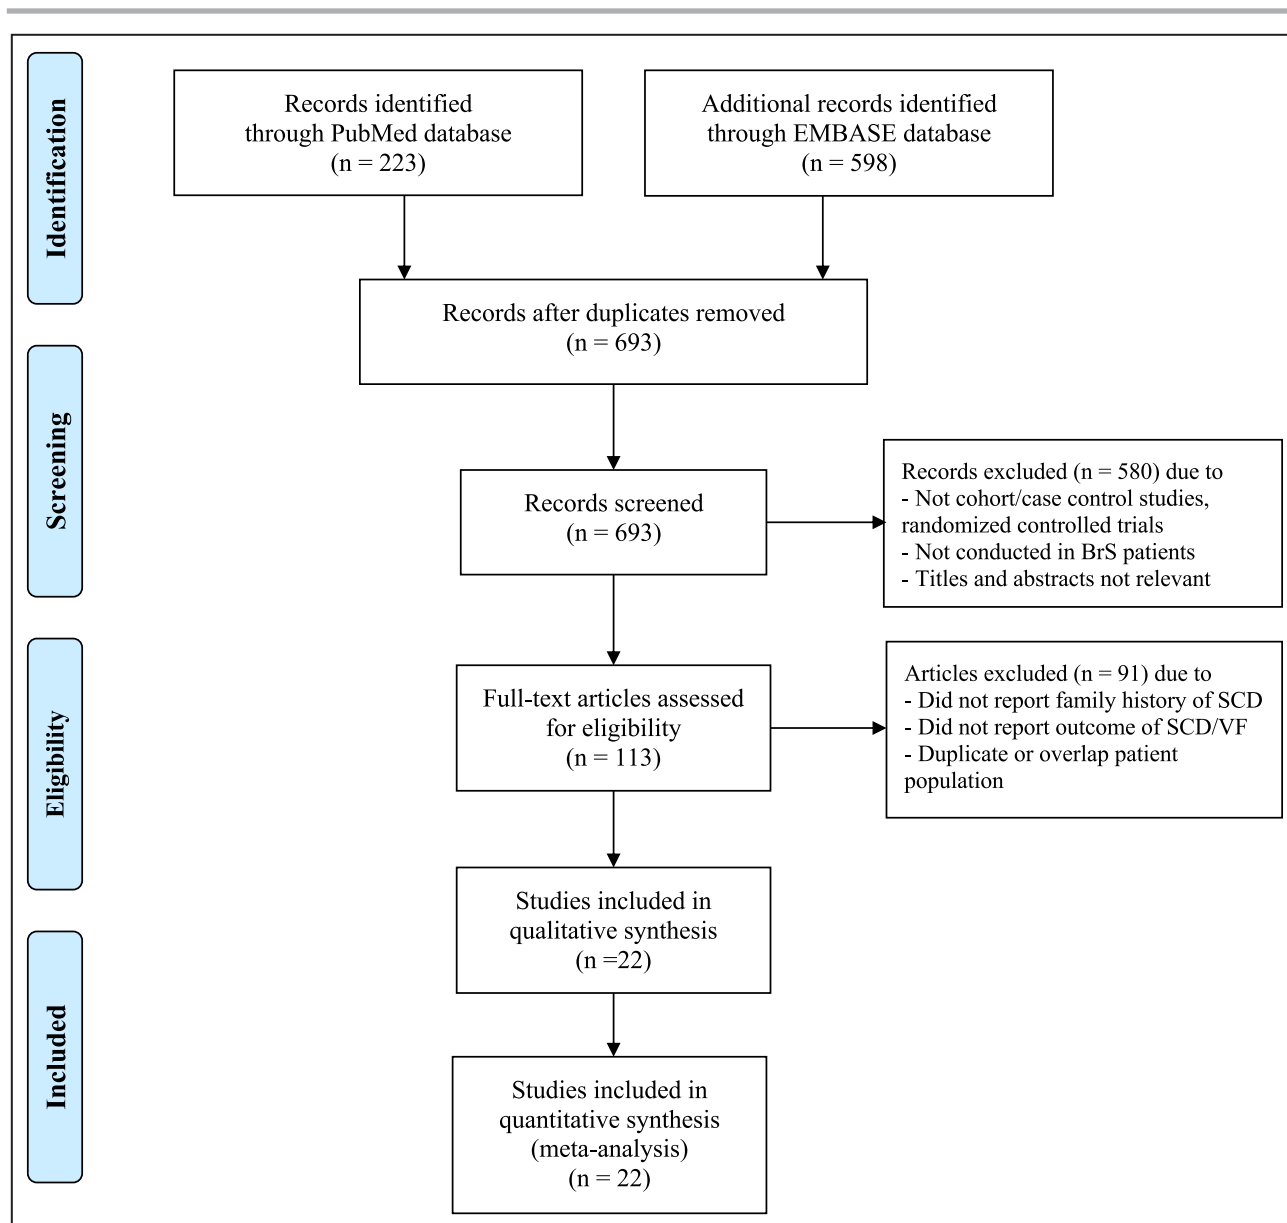 Identification
Records identified
through PubMed database
(n = 223)
Additional records identified
through EMBASE database
(n = 598)
Records after duplicates removed
(n = 693)
Screening
Records screened
(n = 693)
Records excluded (n = 580) due to
- Not cohort/case control studies,
randomized controlled trials
- Not conducted in BrS patients
- Titles and abstracts not relevant
Eligibility
Full-text articles assessed
for eligibility
(n = 113)
Articles excluded (n = 91) due to
- Did not report family history of SCD
- Did not report outcome of SCD/VF
- Duplicate or overlap patient
population
Included
Studies included in
qualitative synthesis
(n =22)
Studies included in
quantitative synthesis
(meta-analysis)
(n = 22)